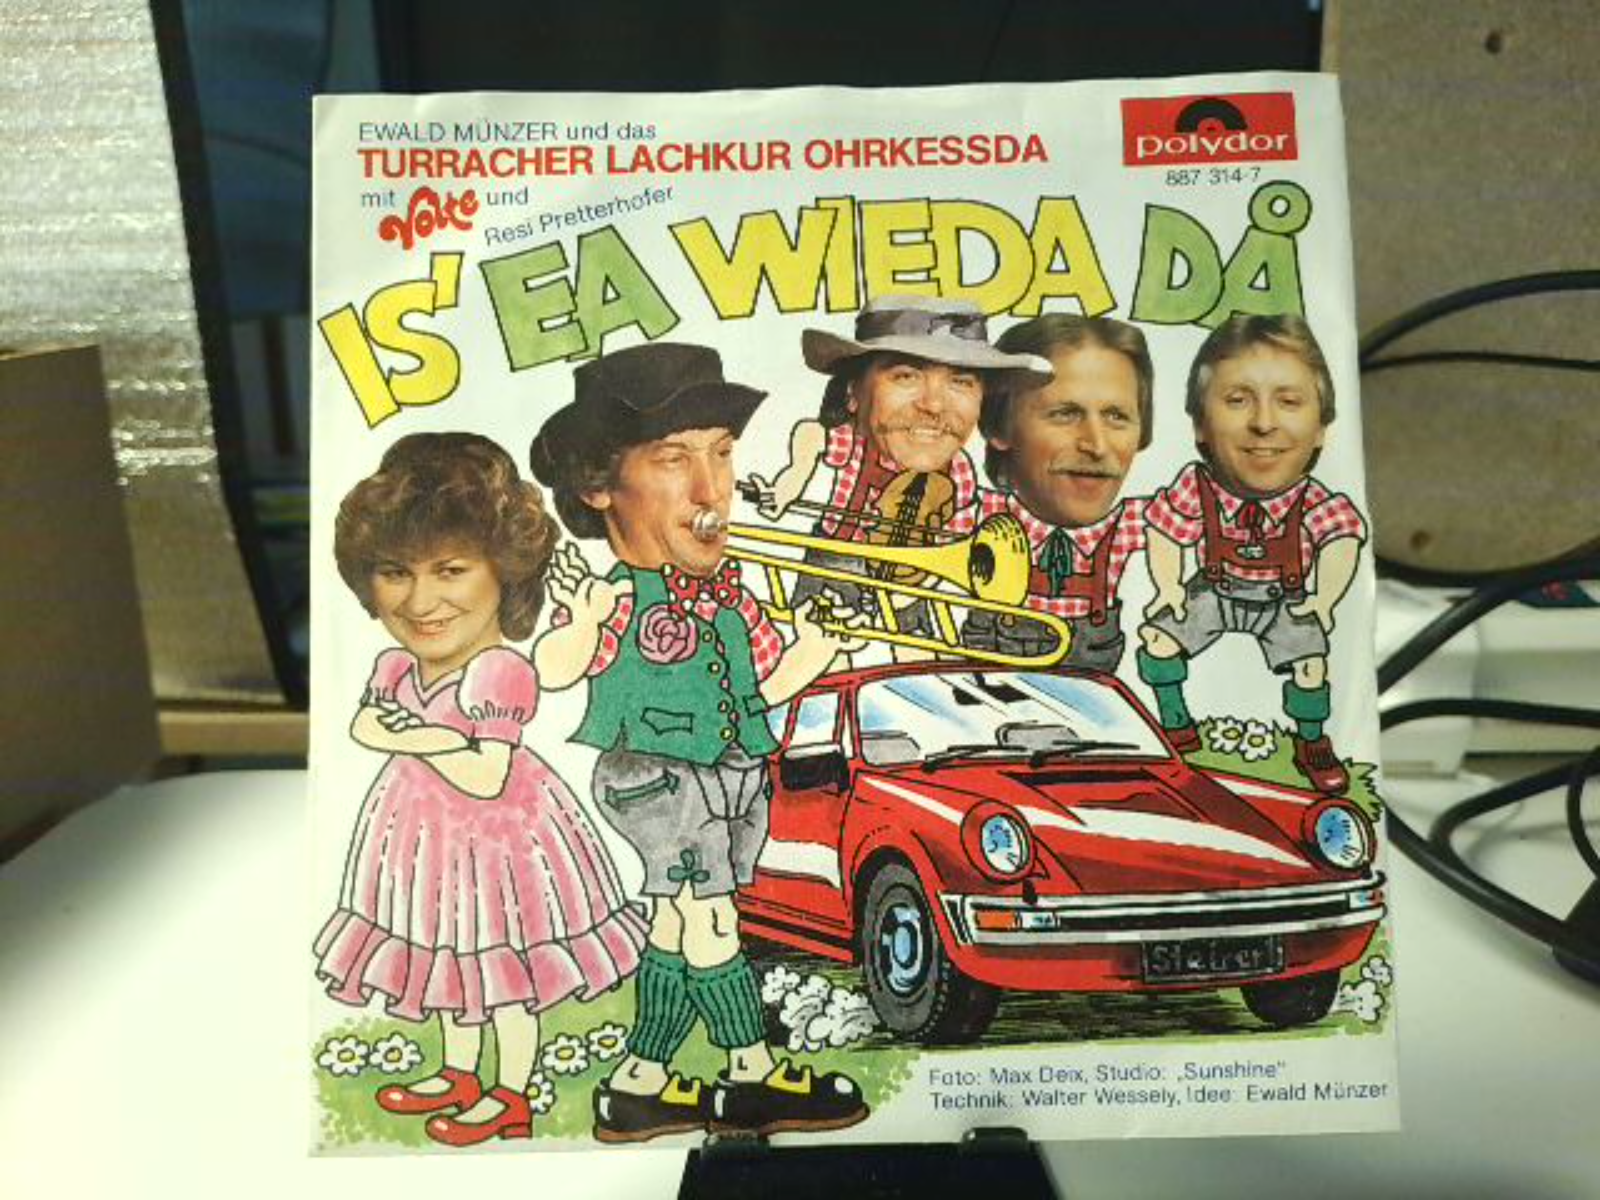 EWALD MÜNZER und das
TURRACHER LACHKUR OHRKESSDA
mit Volte und
Resi Pretterhofer
polydor
887 314-7
IS' EA WIEDA DÅ
Steirer
Foto: Max Deix, Studio: „Sunshine“
Technik: Walter Wessely, Idee: Ewald Münzer